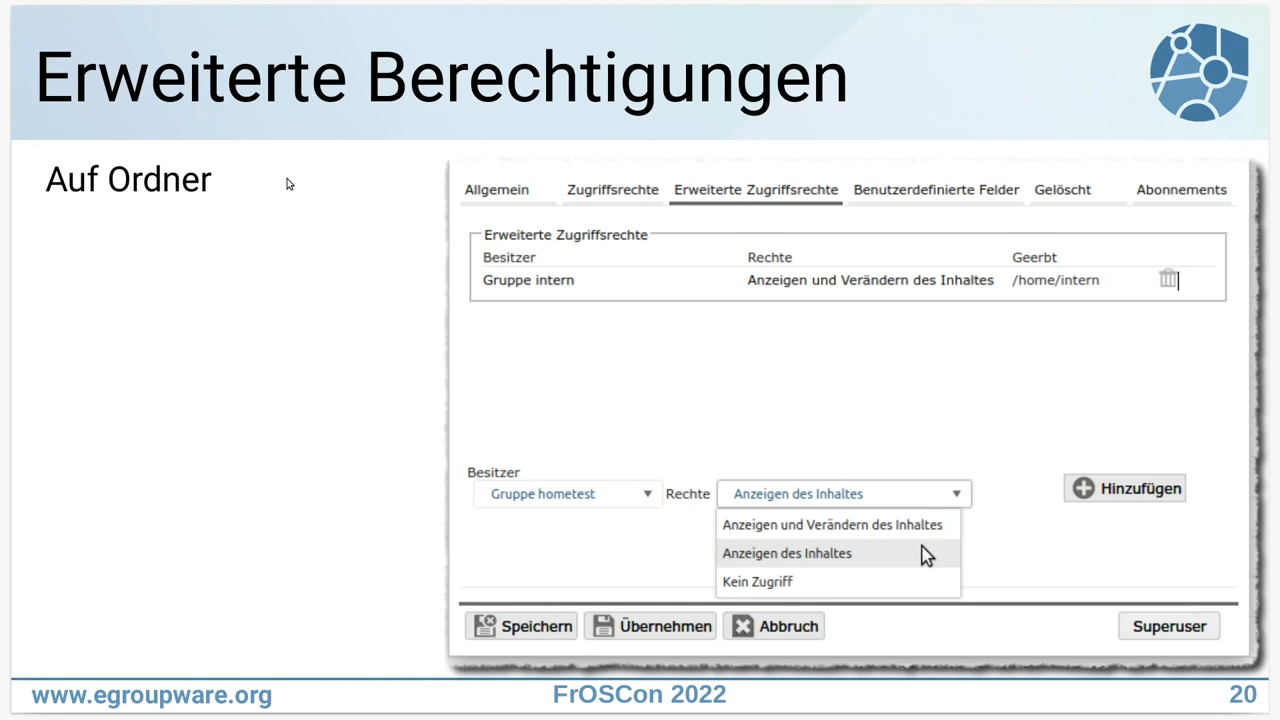 Erweiterte Berechtigungen
Auf Ordner
Allgemein Zugriffsrechte Erweiterte Zugriffsrechte Benutzerdefinierte Felder Gelöscht Abonnements
Erweiterte Zugriffsrechte
Besitzer Rechte Geerbt
Gruppe intern Anzeigen und Verändern des Inhaltes /home/intern
Besitzer
Gruppe hometest Rechte Anzeigen des Inhaltes Hinzufügen
Anzeigen und Verändern des Inhaltes
Anzeigen des Inhaltes
Kein Zugriff
Speichern Übernehmen Abbruch Superuser
www.egroupware.org FrOSCon 2022 20